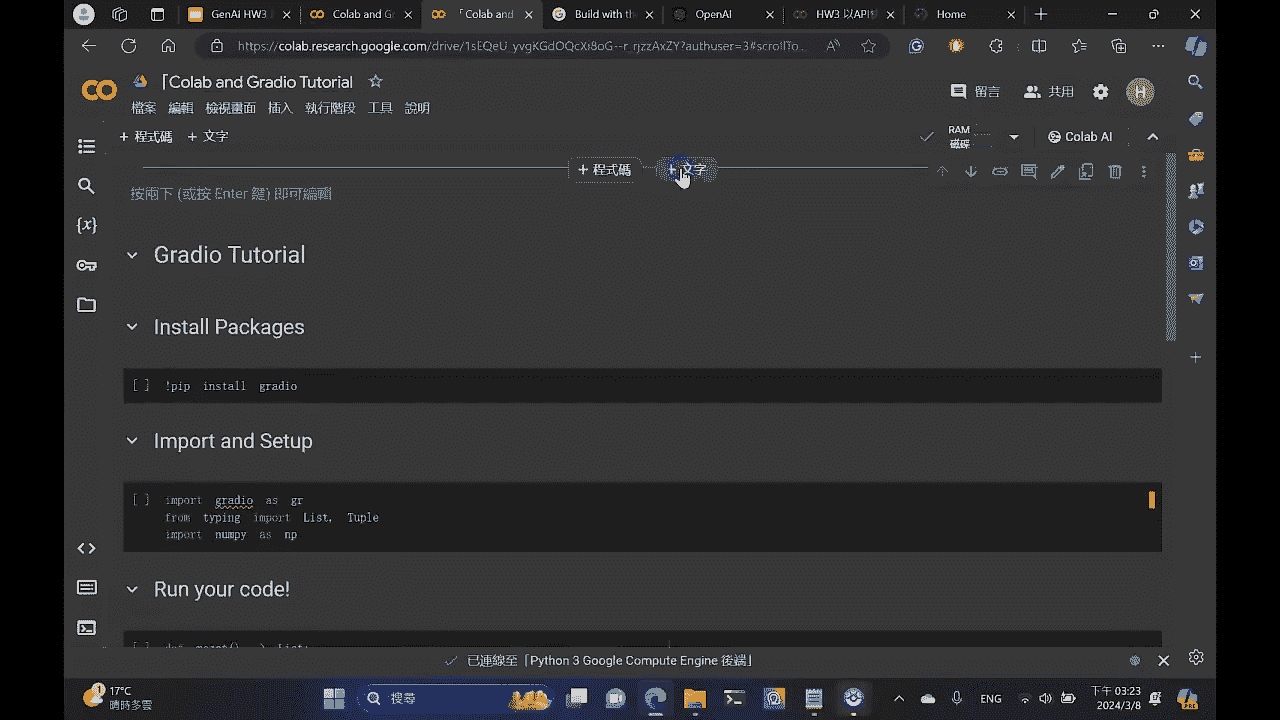 GenAI HW3
Colab and Gr
「Colab and
Build with th
OpenAI
HW3 以API
Home
https://colab.research.google.com/drive/1sEQeU_yvgKGdOQcXi8oG--r_rjzzAxZY?authuser=3#scrollTo...
「Colab and Gradio Tutorial
檔案 編輯 檢視畫面 插入 執行階段 工具 說明
留言
共用
H
+ 程式碼 + 文字
RAM
磁碟
Colab AI
+ 程式碼
+ 文字
按兩下 (或按 Enter 鍵) 即可編輯
Gradio Tutorial
Install Packages
[ ] !pip install gradio
Import and Setup
[ ] import gradio as gr
from typing import List, Tuple
import numpy as np
Run your code!
已連線至「Python 3 Google Compute Engine 後端」
1
17°C
晴時多雲
搜尋
ENG
下午 03:23
2024/3/8